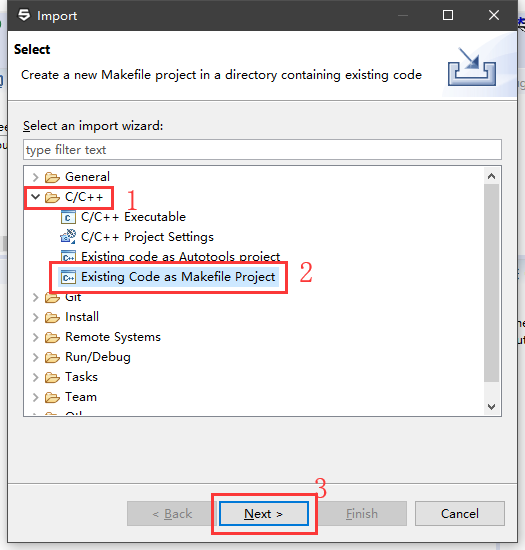 Import
Select
Create a new Makefile project in a directory containing existing code
Select an import wizard:
type filter text
General
C/C++
1
C/C++ Executable
C/C++ Project Settings
Existing code as Autotools project
Existing Code as Makefile Project
2
Git
Install
Remote Systems
Run/Debug
Tasks
Team
3
< Back
Next >
Finish
Cancel